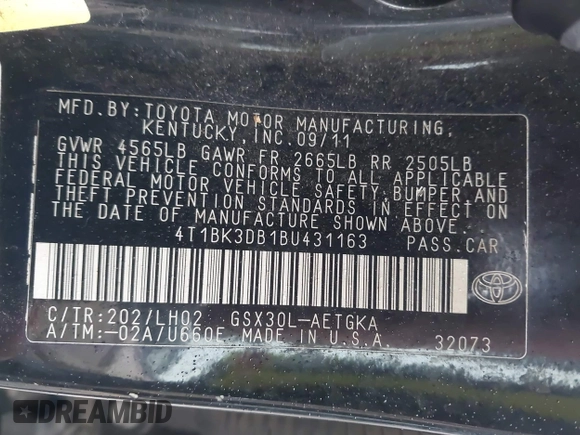 MFD.BY:TOYOTA MOTOR MANUFACTURING,
KENTUCKY,INC.09/11
GVWR 4565LB GAWR FR 2665LB RR 2505LB
THIS VEHICLE CONFORMS TO ALL APPLICABLE
FEDERAL MOTOR VEHICLE SAFETY,BUMPER,AND
THEFT PREVENTION STANDARDS IN EFFECT ON
THE DATE OF MANUFACTURE SHOWN ABOVE..
4T1BK3DB1BU431163 PASS.CAR
C/TR:202/LH02 GSX30L-AETGKA
A/TM:-02A/U660E MADE IN U.S.A 32073
DREAMBID